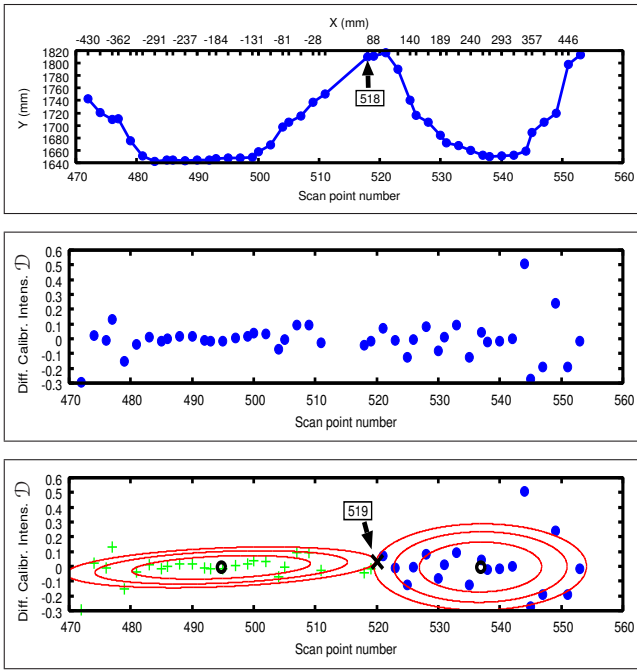 X (mm)
-430 -362 -291 -237 -184 -131 -81 -28 88 140 189 240 293 357 446
1820
1800
1780
1760
1740
1720
1700
1680
1660
1640
Y (mm)
518
470 480 490 500 510 520 530 540 550 560
Scan point number
0.6
0.5
0.4
0.3
0.2
0.1
0
-0.1
-0.2
-0.3
Diff. Calibr. Intens. 𝒟
470 480 490 500 510 520 530 540 550 560
Scan point number
0.6
0.5
0.4
0.3
0.2
0.1
0
-0.1
-0.2
-0.3
Diff. Calibr. Intens. 𝒟
519
470 480 490 500 510 520 530 540 550 560
Scan point number